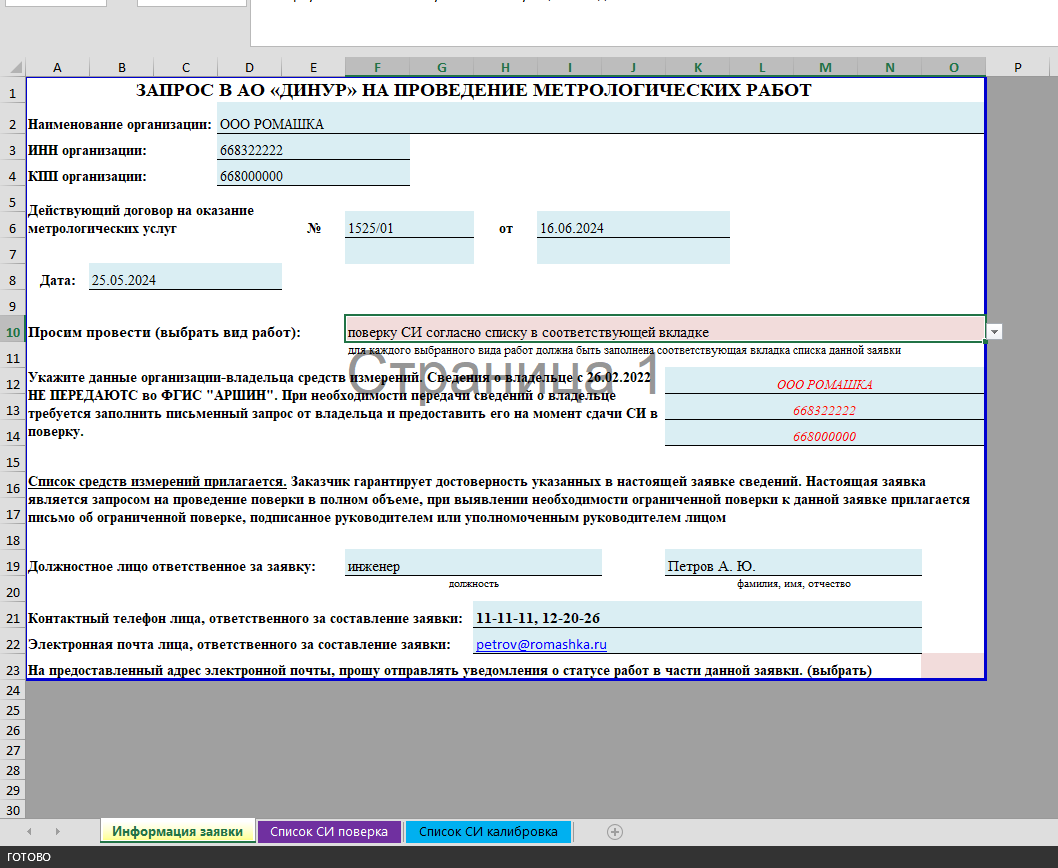 A B C D E F G H I J K L M N O P
1 ЗАПРОС В АО «ДИНУР» НА ПРОВЕДЕНИЕ МЕТРОЛОГИЧЕСКИХ РАБОТ
2 Наименование организации: ООО РОМАШКА
3 ИНН организации: 668322222
4 КПП организации: 668000000
5
Действующий договор на оказание
6 метрологических услуг № 1525/01 от 16.06.2024
7
8 Дата: 25.05.2024
9
10 Просим провести (выбрать вид работ): поверку СИ согласно списку в соответствующей вкладке
11 для каждого выбранного вида работ должна быть заполнена соответствующая вкладка списка данной заявки
Страница 1
Укажите данные организации-владельца средств измерений. Сведения о владельце с 26.02.2022
12 ООО РОМАШКА
НЕ ПЕРЕДАЮТС во ФГИС "АРШИН". При необходимости передачи сведений о владельце
13 668322222
требуется заполнить письменный запрос от владельца и предоставить его на момент сдачи СИ в
14 668000000
поверку.
15
Список средств измерений прилагается. Заказчик гарантирует достоверность указанных в настоящей заявке сведений. Настоящая заявка
16
является запросом на проведение поверки в полном объеме, при выявлении необходимости ограниченной поверки к данной заявке прилагается
17 письмо об ограниченной поверке, подписанное руководителем или уполномоченным руководителем лицом
18
19 Должностное лицо ответственное за заявку: инженер Петров А. Ю.
20 должность фамилия, имя, отчество
21 Контактный телефон лица, ответственного за составление заявки: 11-11-11, 12-20-26
22 Электронная почта лица, ответственного за составление заявки: petrov@romashka.ru
23 На предоставленный адрес электронной почты, прошу отправлять уведомления о статусе работ в части данной заявки. (выбрать)
24
25
26
27
28
29
30
Информация заявки Список СИ поверка Список СИ калибровка
ГОТОВО